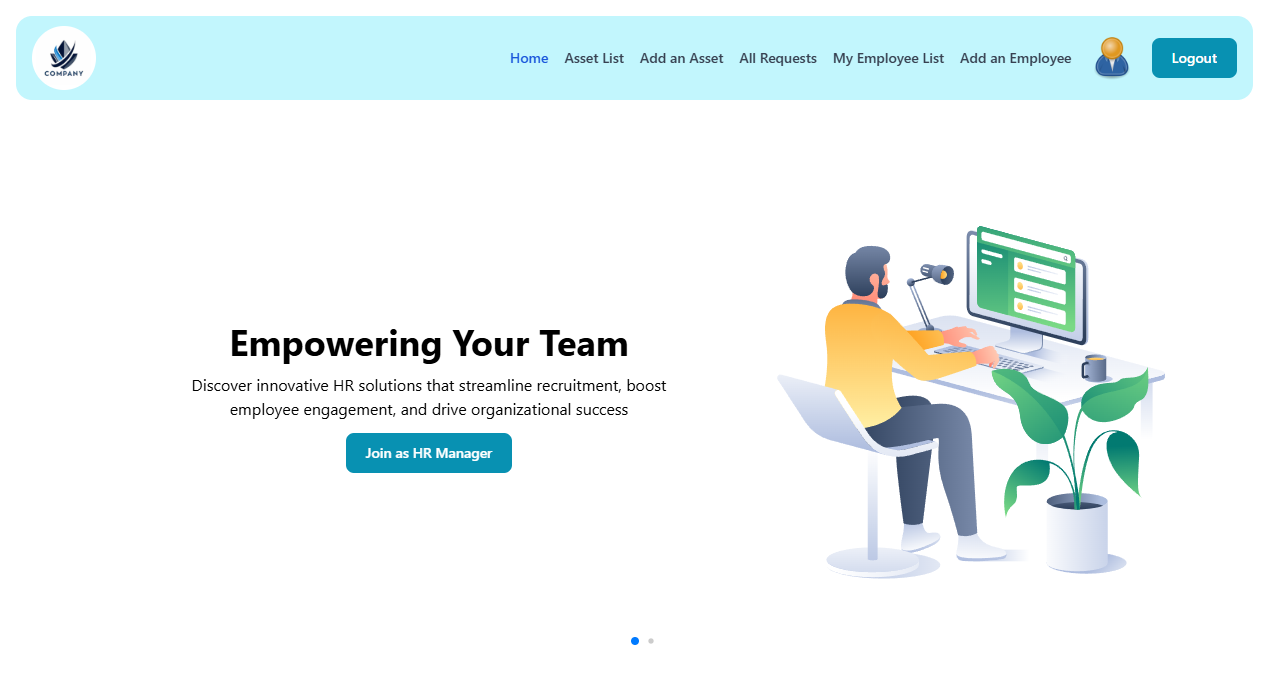 COMPANY
Home
Asset List
Add an Asset
All Requests
My Employee List
Add an Employee
Logout
Empowering Your Team
Discover innovative HR solutions that streamline recruitment, boost
employee engagement, and drive organizational success
Join as HR Manager